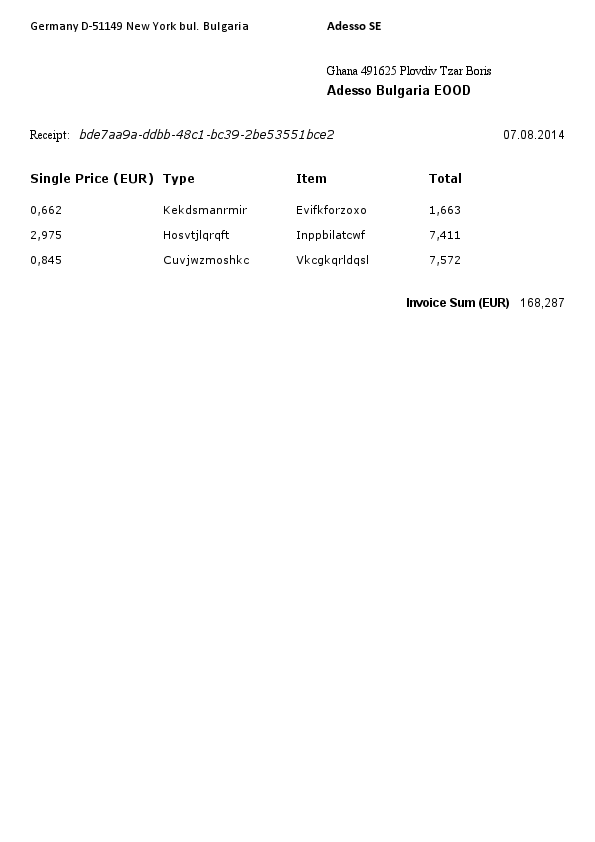 Germany D-51149 New York bul. Bulgaria Adesso SE
Ghana 491625 Plovdiv Tzar Boris
Adesso Bulgaria EOOD
Receipt: bde7aa9a-ddbb-48c1-bc39-2be53551bce2 07.08.2014
Single Price (EUR) Type Item Total
0,662 Kekdsmanrmir Evifkforzoxo 1,663
2,975 Hosvtjlqrqft Inppbilatcwf 7,411
0,845 Cuvjwzmoshkc Vkcgkqrldqsl 7,572
Invoice Sum (EUR) 168,287